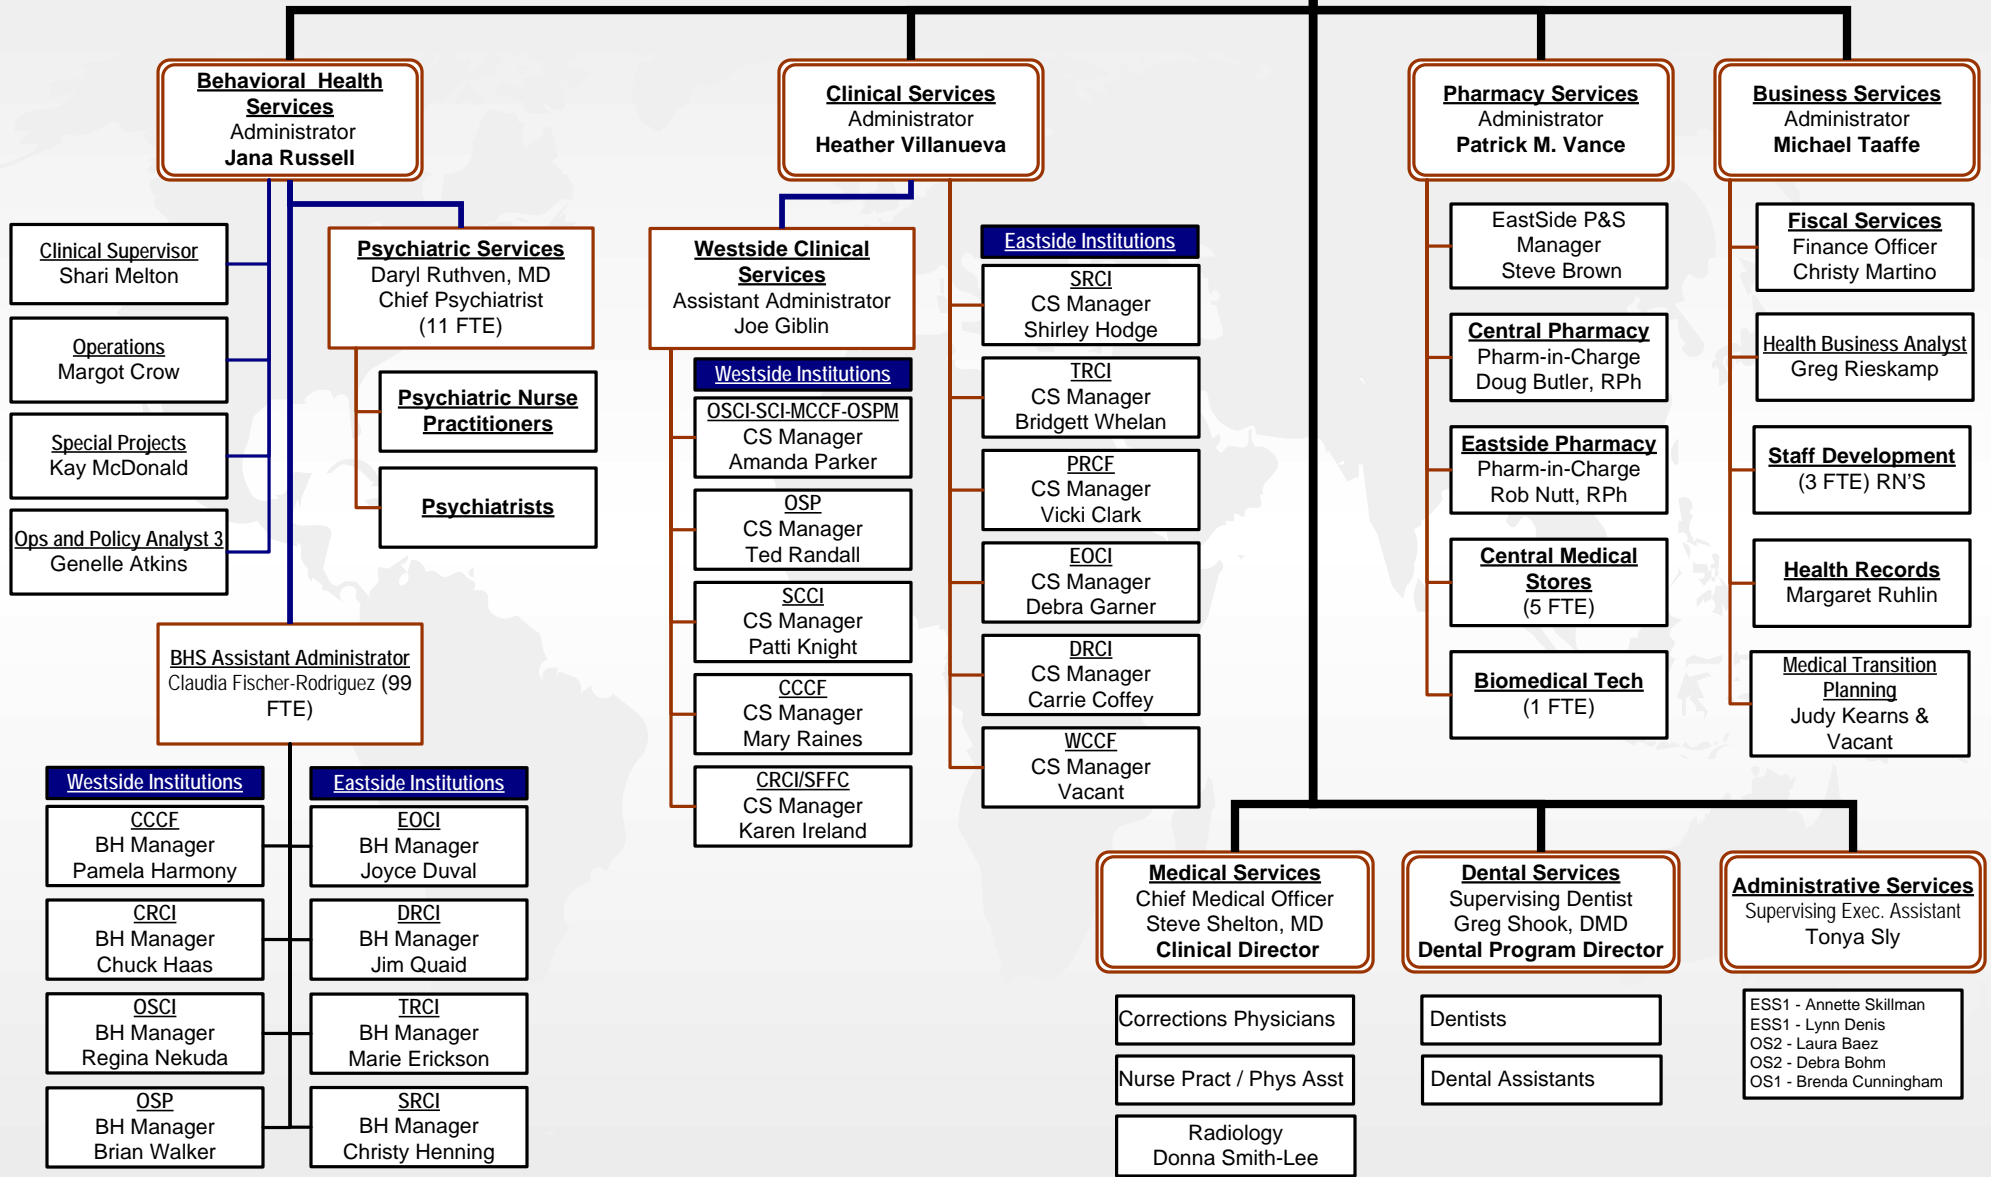 Behavioral Health
Services
Administrator
Jana Russell
Clinical Services
Administrator
Heather Villanueva
Pharmacy Services
Administrator
Patrick M. Vance
Business Services
Administrator
Michael Taaffe
Clinical Supervisor
Shari Melton
Operations
Margot Crow
Special Projects
Kay McDonald
Ops and Policy Analyst 3
Genelle Atkins
Psychiatric Services
Daryl Ruthven, MD
Chief Psychiatrist
(11 FTE)
Psychiatric Nurse
Practitioners
Psychiatrists
BHS Assistant Administrator
Claudia Fischer-Rodriguez (99
FTE)
Westside Institutions
CCCF
BH Manager
Pamela Harmony
CRCI
BH Manager
Chuck Haas
OSCI
BH Manager
Regina Nekuda
OSP
BH Manager
Brian Walker
Eastside Institutions
EOCI
BH Manager
Joyce Duval
DRCI
BH Manager
Jim Quaid
TRCI
BH Manager
Marie Erickson
SRCI
BH Manager
Christy Henning
Westside Clinical
Services
Assistant Administrator
Joe Giblin
Westside Institutions
OSCI-SCI-MCCF-OSPM
CS Manager
Amanda Parker
OSP
CS Manager
Ted Randall
SCCI
CS Manager
Patti Knight
CCCF
CS Manager
Mary Raines
CRCI/SFFC
CS Manager
Karen Ireland
Eastside Institutions
SRCI
CS Manager
Shirley Hodge
TRCI
CS Manager
Bridgett Whelan
PRCF
CS Manager
Vicki Clark
EOCI
CS Manager
Debra Garner
DRCI
CS Manager
Carrie Coffey
WCCF
CS Manager
Vacant
EastSide P&S
Manager
Steve Brown
Central Pharmacy
Pharm-in-Charge
Doug Butler, RPh
Eastside Pharmacy
Pharm-in-Charge
Rob Nutt, RPh
Central Medical
Stores
(5 FTE)
Biomedical Tech
(1 FTE)
Fiscal Services
Finance Officer
Christy Martino
Health Business Analyst
Greg Rieskamp
Staff Development
(3 FTE) RN'S
Health Records
Margaret Ruhlin
Medical Transition
Planning
Judy Kearns &
Vacant
Medical Services
Chief Medical Officer
Steve Shelton, MD
Clinical Director
Corrections Physicians
Nurse Pract / Phys Asst
Radiology
Donna Smith-Lee
Dental Services
Supervising Dentist
Greg Shook, DMD
Dental Program Director
Dentists
Dental Assistants
Administrative Services
Supervising Exec. Assistant
Tonya Sly
ESS1 - Annette Skillman
ESS1 - Lynn Denis
OS2 - Laura Baez
OS2 - Debra Bohm
OS1 - Brenda Cunningham